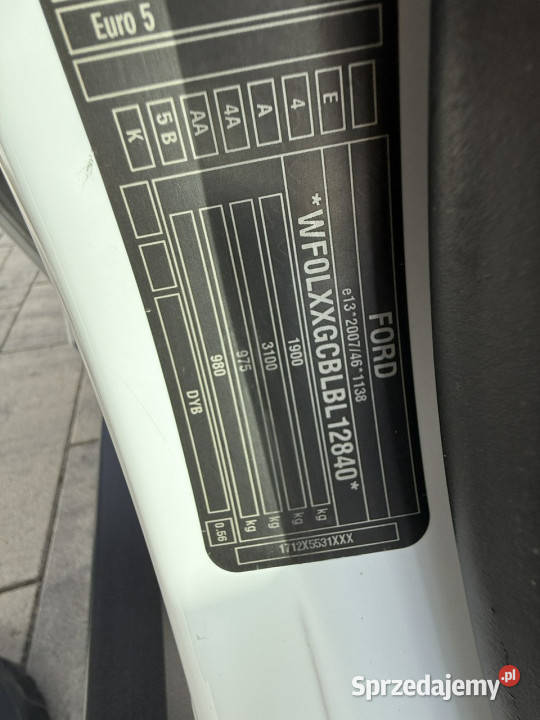 FORD
e13*2007/46*1138
*WF0LXXGCBLBL12840*
1900 kg
3100 kg
975 kg
980 kg
DYB 0.56
1712X5531XXX
K 5B AA 4A A 4 E
Euro 5
Sprzedajemy.pl